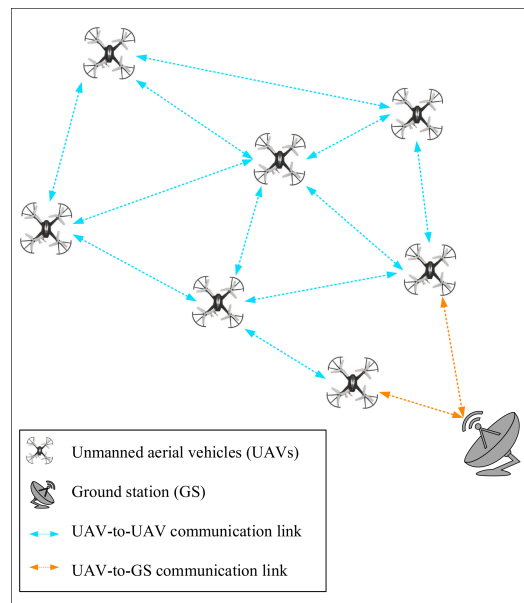 Unmanned aerial vehicles (UAVs)
Ground station (GS)
UAV-to-UAV communication link
UAV-to-GS communication link